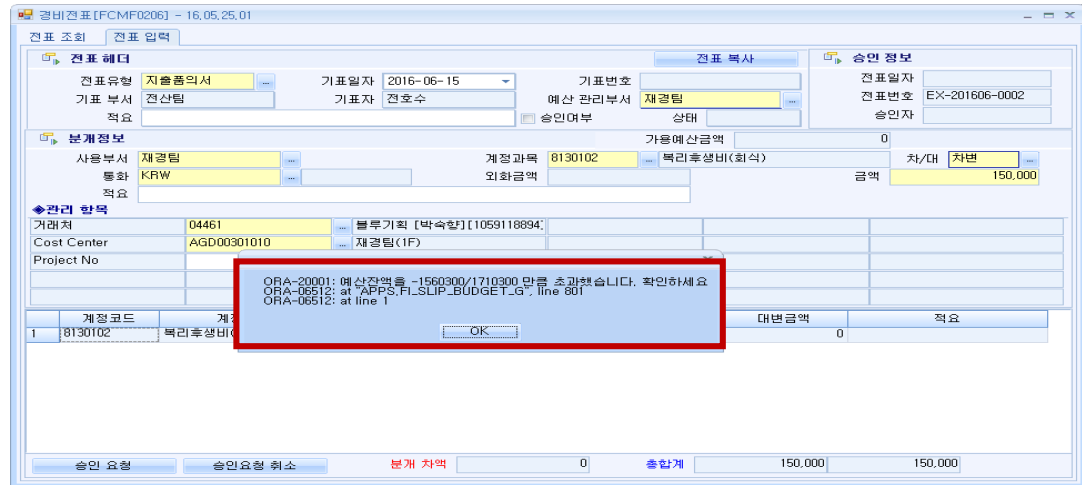 경비전표[FCMF0206] - 16.05.25.01
전표 조회 전표 입력
전표 헤더 전표 복사 승인 정보
전표유형 지출품의서 ... 기표일자 2016-06-15 기표번호 전표일자
기표 부서 전산팀 기표자 전호수 예산 관리부서 재경팀 ... 전표번호 EX-201606-0002
적요 승인여부 상태 승인자
분개정보 가용예산금액 0
사용부서 재경팀 ... 계정과목 8130102 ... 복리후생비(회식) 차/대 차변 ...
통화 KRW ... 외화금액 금액 150,000
적요
◆관리 항목
거래처 04461 ... 블루기획 [박숙향][1059118894]
Cost Center AGD00301010 ... 재경팀(1F)
Project No
ORA-20001: 예산잔액을 -1560300/1710300 만큼 초과했습니다. 확인하세요
ORA-06512: at "APPS.FI_SLIP_BUDGET_G", line 801
ORA-06512: at line 1
OK
계정코드 계정 대변금액 적요
1 8130102 복리후생비( 0
승인 요청 승인요청 취소 분개 차액 0 총합계 150,000 150,000